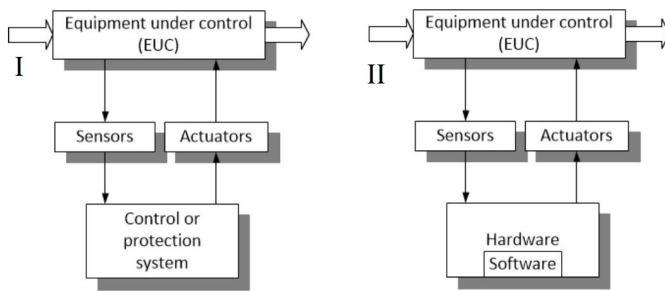 Equipment under control
(EUC)
I
Sensors
Actuators
Control or
protection
system
Equipment under control
(EUC)
II
Sensors
Actuators
Hardware
Software